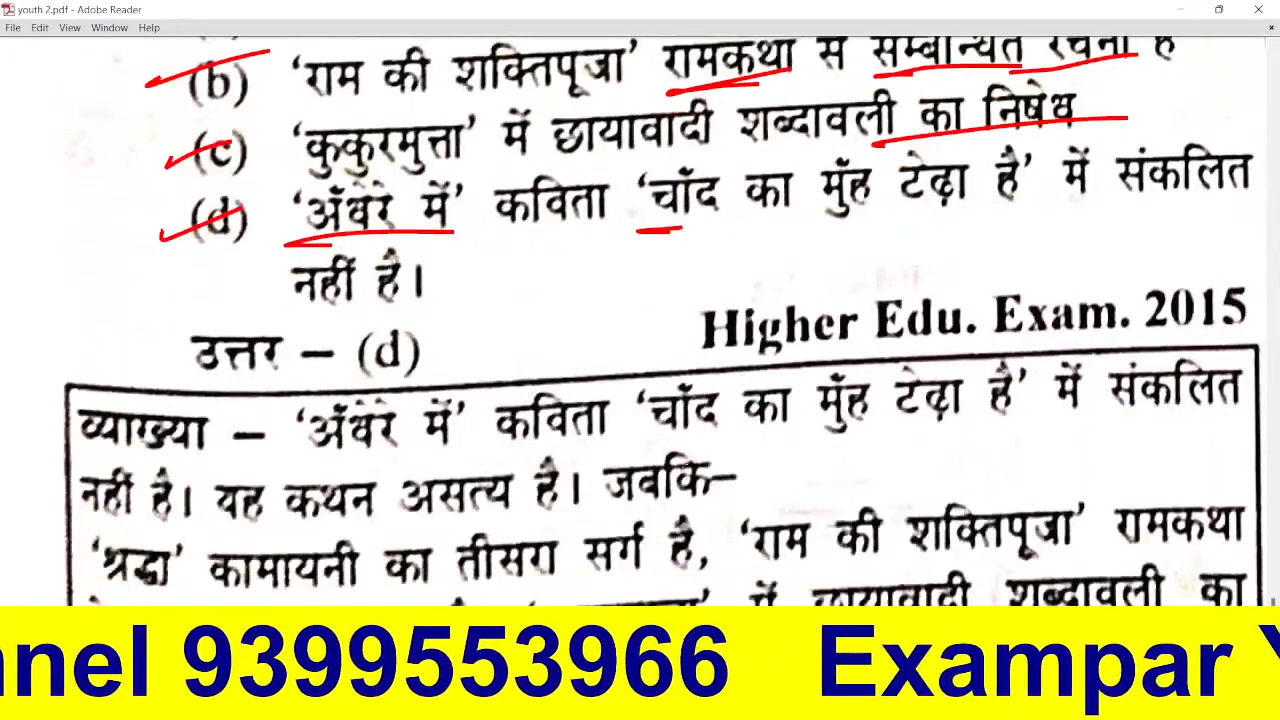 youth 2.pdf - Adobe Reader
File Edit View Window Help
(b) ‘राम की शक्तिपूजा’ रामकथा से सम्बन्धित रचना है
(c) ‘कुकुरमुत्ता’ में छायावादी शब्दावली का निषेध
(d) ‘अँधेरे में’ कविता ‘चाँद का मुँह टेढ़ा है’ में संकलित
नहीं है।
Higher Edu. Exam. 2015
उत्तर – (d)
व्याख्या – ‘अँधेरे में’ कविता ‘चाँद का मुँह टेढ़ा है’ में संकलित
नहीं है। यह कथन असत्य है। जबकि–
‘श्रद्धा’ कामायनी का तीसरा सर्ग है, ‘राम की शक्तिपूजा’ रामकथा
में छायावादी शब्दावली का
nnel 9399553966 Exampar Y